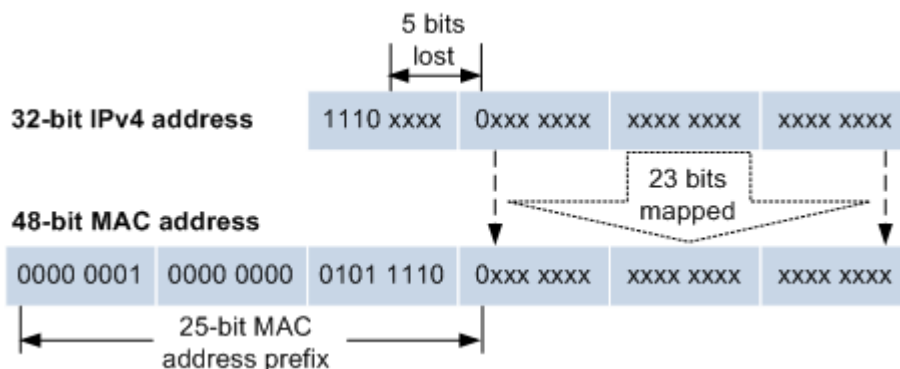 5 bits
lost
32-bit IPv4 address
1110 xxxx 0xxx xxxx xxxx xxxx xxxx xxxx
23 bits
mapped
48-bit MAC address
0000 0001 0000 0000 0101 1110 0xxx xxxx xxxx xxxx xxxx xxxx
25-bit MAC
address prefix